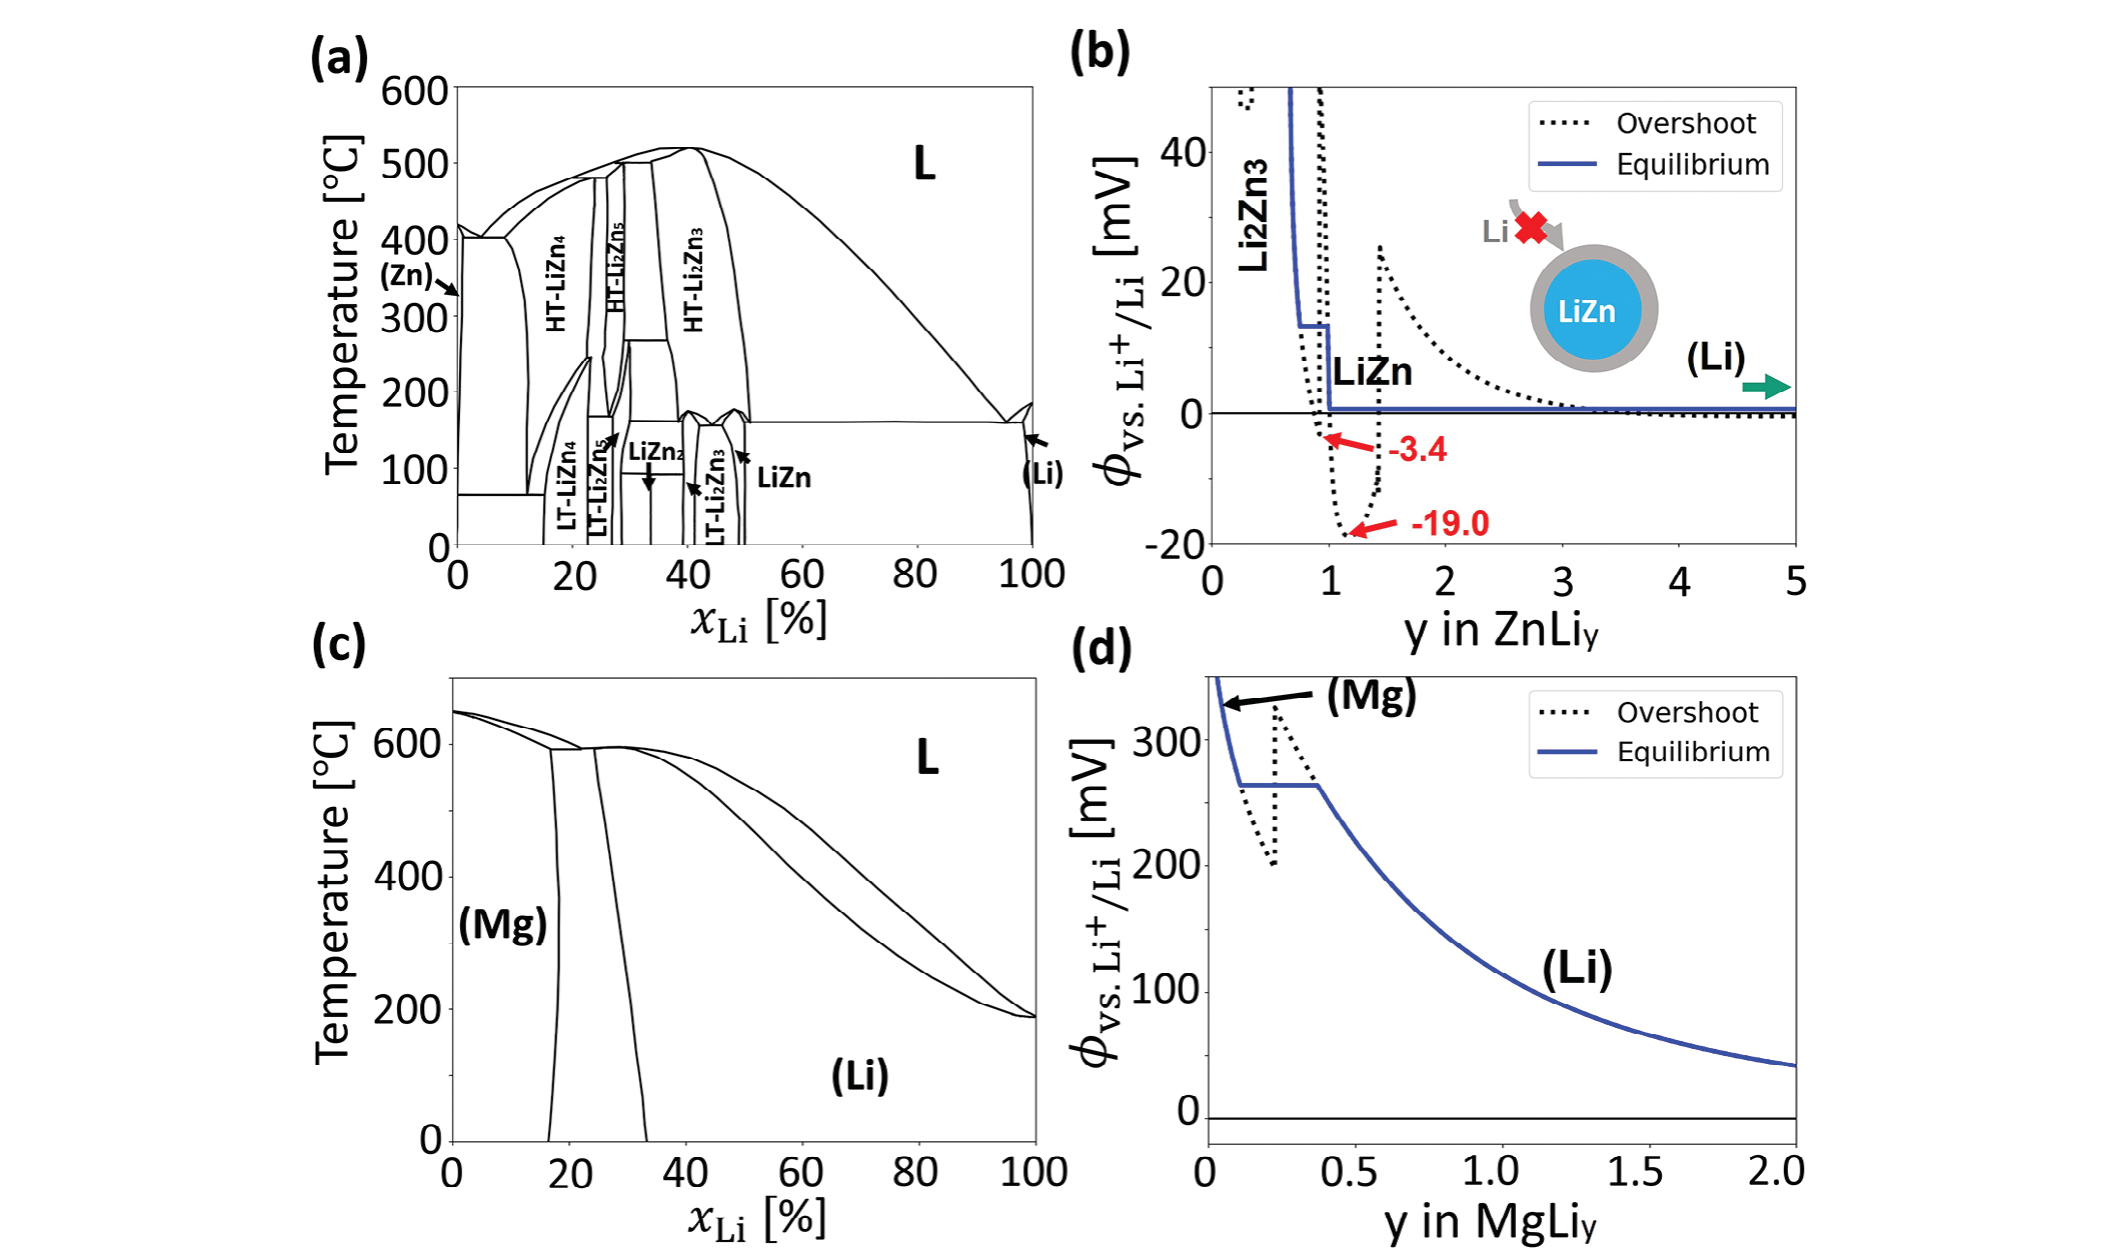 (a)
600
500
400
300
200
100
0
Temperature [°C]
0 20 40 60 80 100
xLi [%]
L
(Zn)
HT-LiZn4
HT-Li2Zn5
HT-Li2Zn3
LT-LiZn4
LT-Li2Zn5
LiZn2
LT-Li2Zn3
LiZn
(Li)
(b)
40
20
0
-20
ϕvs. Li+/Li [mV]
0 1 2 3 4 5
y in ZnLiy
Overshoot
Equilibrium
Li2Zn3
Li
LiZn
LiZn
(Li)
-3.4
-19.0
(c)
600
400
200
0
Temperature [°C]
0 20 40 60 80 100
xLi [%]
L
(Mg)
(Li)
(d)
300
200
100
0
ϕvs. Li+/Li [mV]
0 0.5 1.0 1.5 2.0
y in MgLiy
(Mg)
Overshoot
Equilibrium
(Li)